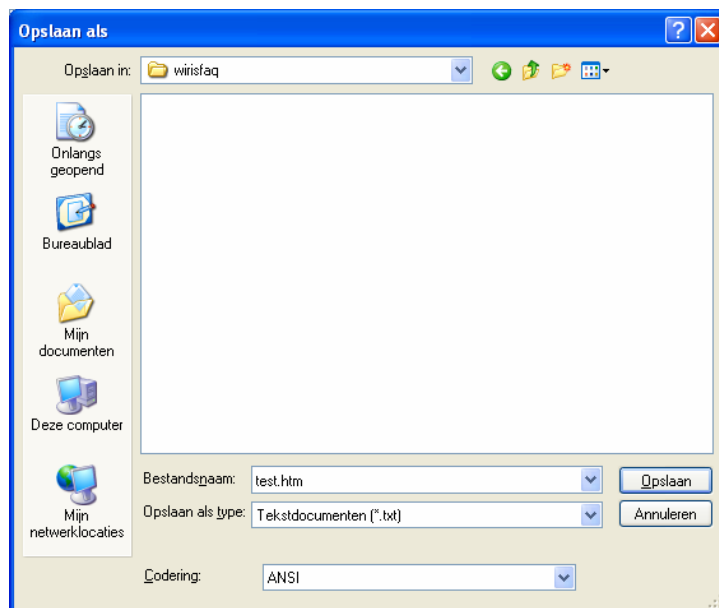 Opslaan als
Opslaan in: wirisfaq
Onlangs
geopend
Bureaublad
Mijn
documenten
Deze computer
Mijn
netwerklocaties
Bestandsnaam: test.htm Opslaan
Opslaan als type: Tekstdocumenten (*.txt) Annuleren
Codering: ANSI